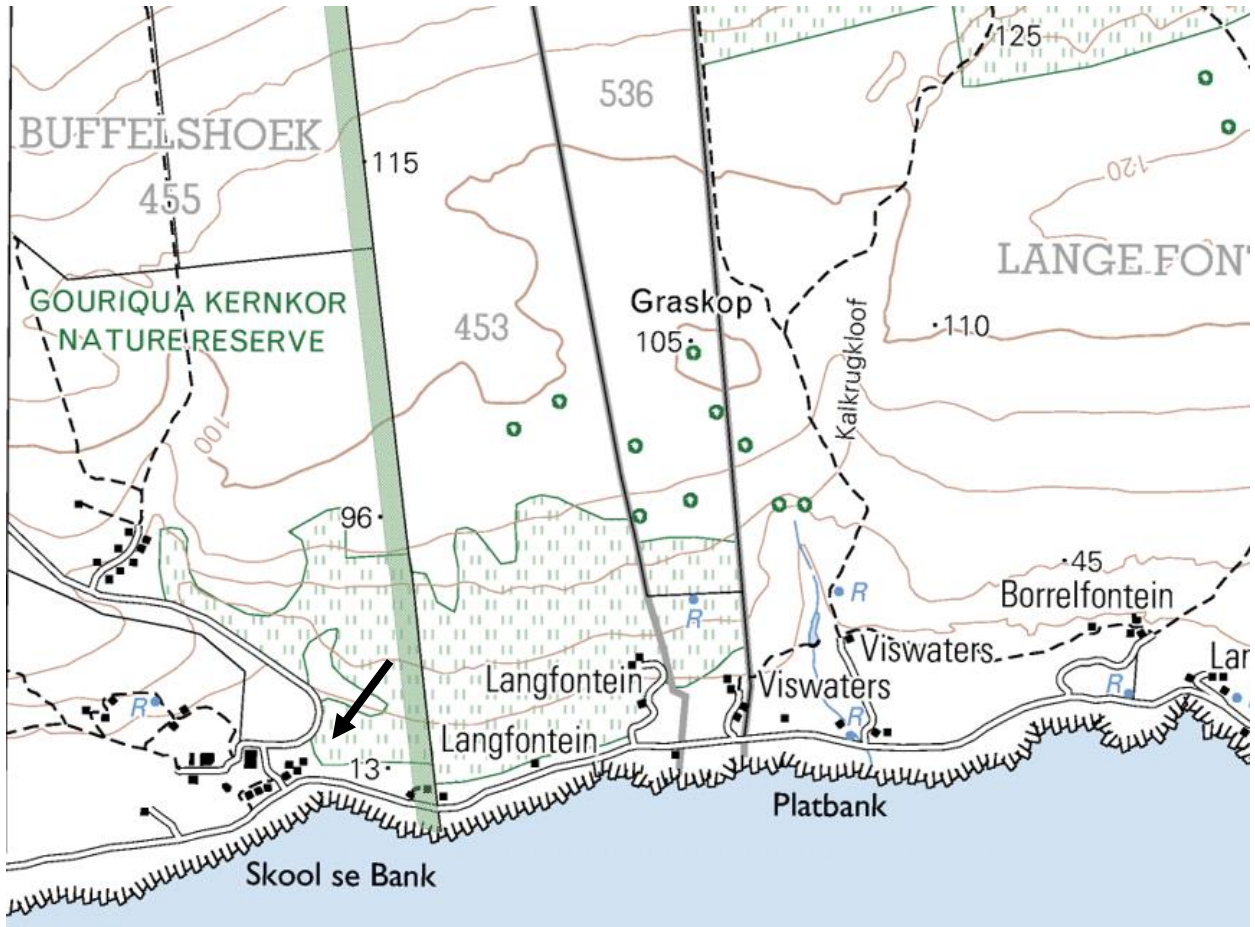 125
536
BUFFELSHOEK
115
455
120
LANGE FONT
GOURIQUA KERNKOR
NATURE RESERVE
Graskop
453
105
110
Kalkrugkloof
100
96
45
Borrelfontein
R
R
Viswaters
Lar
Langfontein
Viswaters
R
R
R
Langfontein
13
Platbank
Skool se Bank